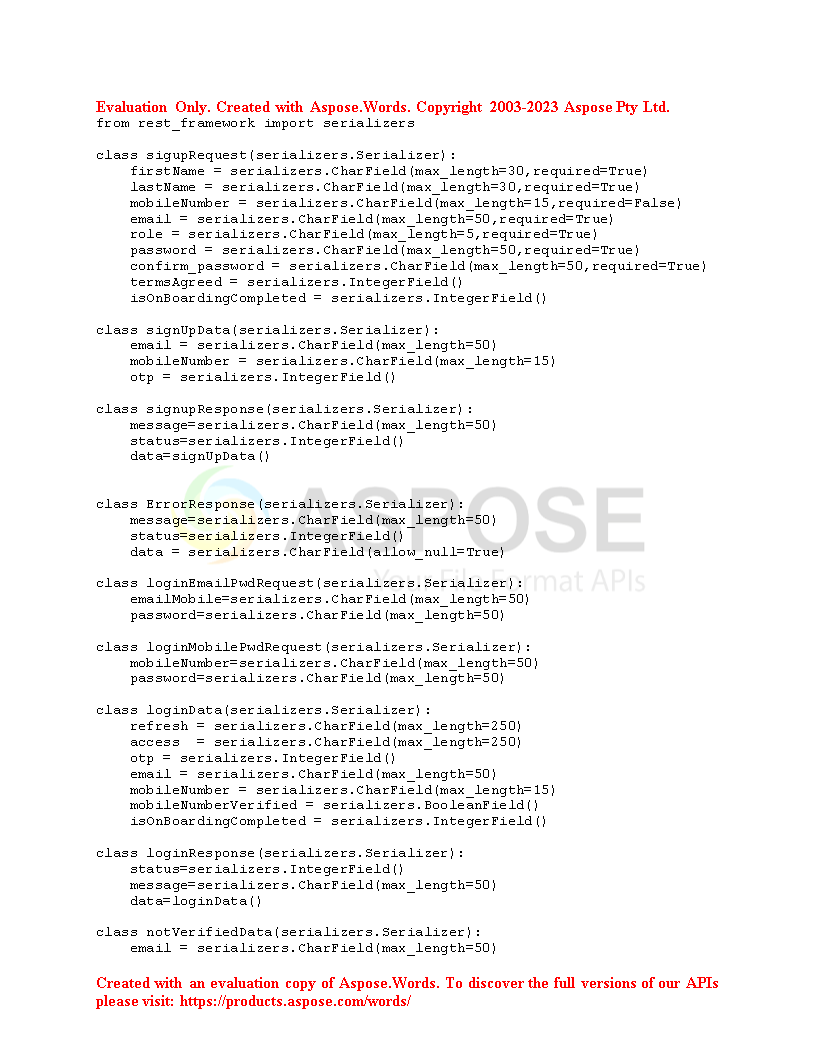 Evaluation Only. Created with Aspose.Words. Copyright 2003-2023 Aspose Pty Ltd.
from rest_framework import serializers

class sigupRequest(serializers.Serializer):
    firstName = serializers.CharField(max_length=30,required=True)
    lastName = serializers.CharField(max_length=30,required=True)
    mobileNumber = serializers.CharField(max_length=15,required=False)
    email = serializers.CharField(max_length=50,required=True)
    role = serializers.CharField(max_length=5,required=True)
    password = serializers.CharField(max_length=50,required=True)
    confirm_password = serializers.CharField(max_length=50,required=True)
    termsAgreed = serializers.IntegerField()
    isOnBoardingCompleted = serializers.IntegerField()

class signUpData(serializers.Serializer):
    email = serializers.CharField(max_length=50)
    mobileNumber = serializers.CharField(max_length=15)
    otp = serializers.IntegerField()

class signupResponse(serializers.Serializer):
    message=serializers.CharField(max_length=50)
    status=serializers.IntegerField()
    data=signUpData()

class ErrorResponse(serializers.Serializer):
    message=serializers.CharField(max_length=50)
    status=serializers.IntegerField()
    data = serializers.CharField(allow_null=True)
ASPOSE
Your File Format APIs

class loginEmailPwdRequest(serializers.Serializer):
    emailMobile=serializers.CharField(max_length=50)
    password=serializers.CharField(max_length=50)

class loginMobilePwdRequest(serializers.Serializer):
    mobileNumber=serializers.CharField(max_length=50)
    password=serializers.CharField(max_length=50)

class loginData(serializers.Serializer):
    refresh = serializers.CharField(max_length=250)
    access  = serializers.CharField(max_length=250)
    otp = serializers.IntegerField()
    email = serializers.CharField(max_length=50)
    mobileNumber = serializers.CharField(max_length=15)
    mobileNumberVerified = serializers.BooleanField()
    isOnBoardingCompleted = serializers.IntegerField()

class loginResponse(serializers.Serializer):
    status=serializers.IntegerField()
    message=serializers.CharField(max_length=50)
    data=loginData()

class notVerifiedData(serializers.Serializer):
    email = serializers.CharField(max_length=50)

Created with an evaluation copy of Aspose.Words. To discover the full versions of our APIs
please visit: https://products.aspose.com/words/